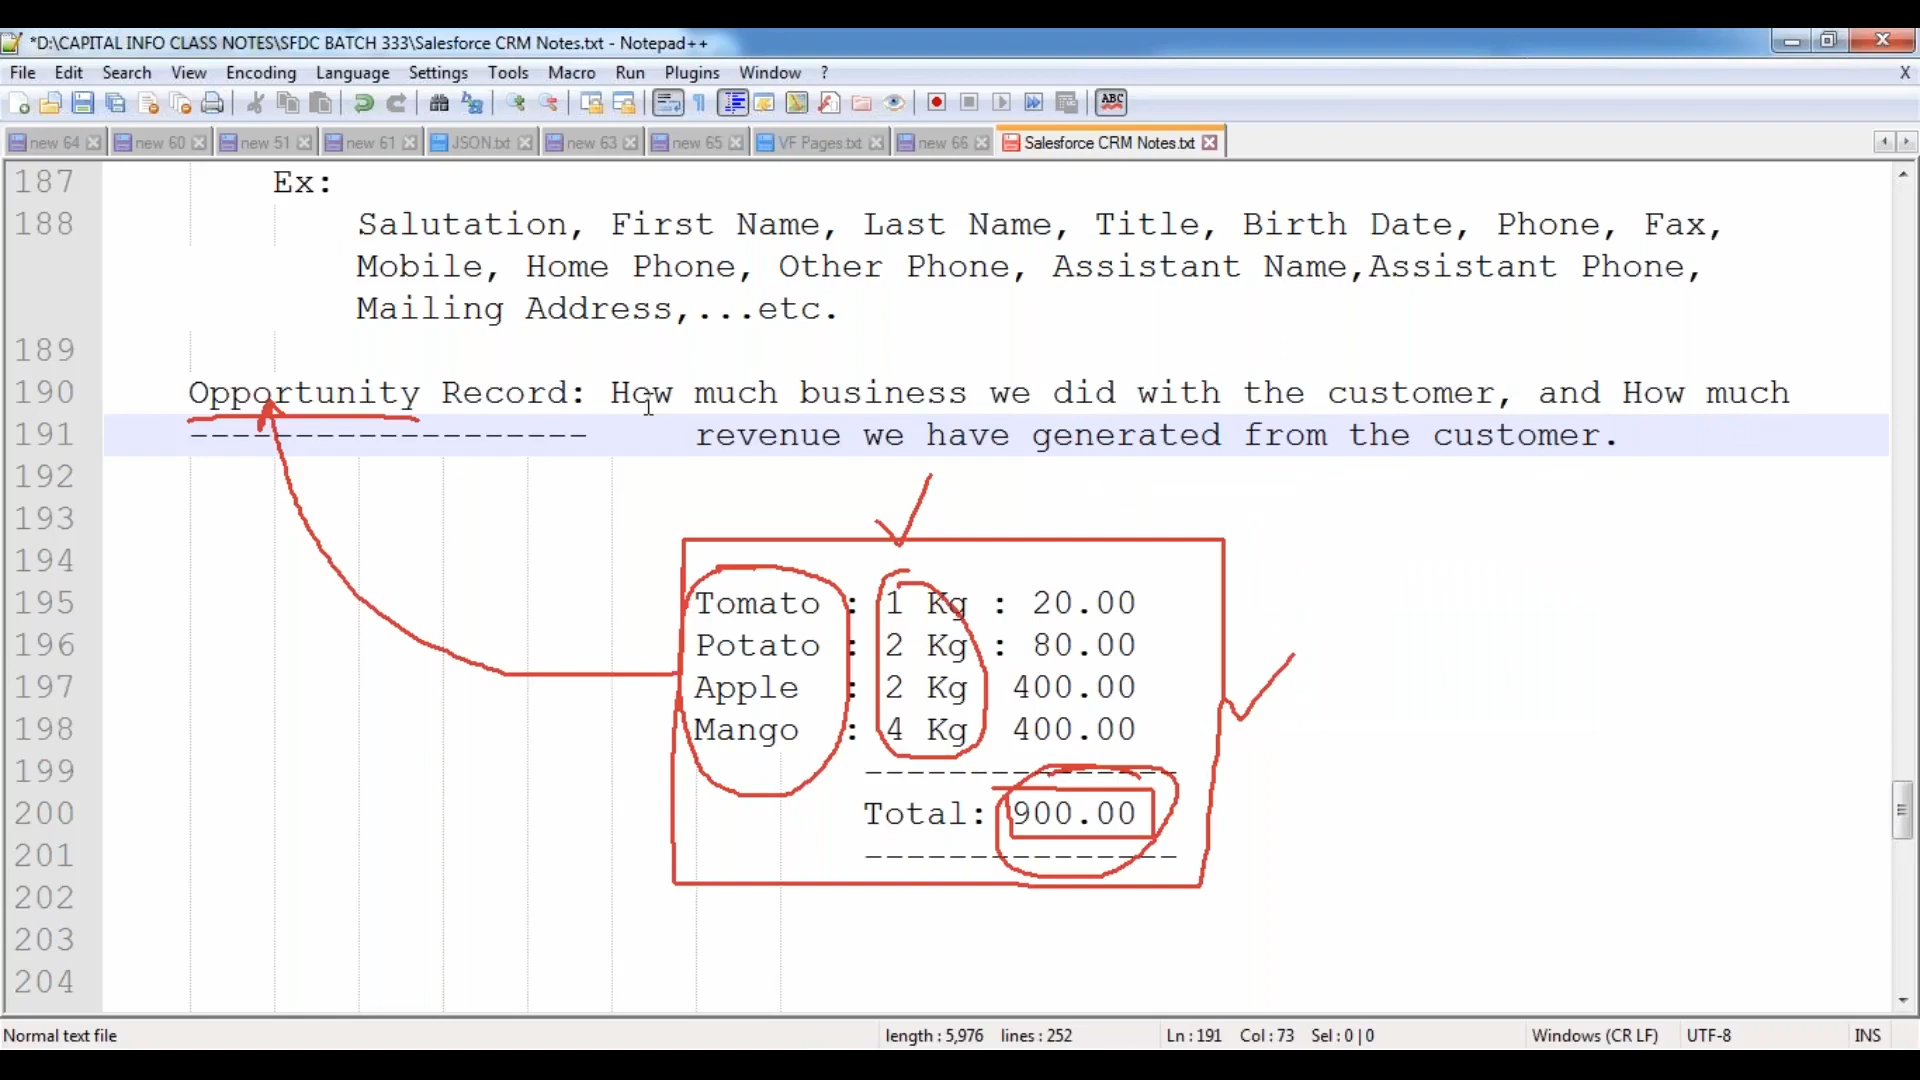 *D:\CAPITAL INFO CLASS NOTES\SFDC BATCH 333\Salesforce CRM Notes.txt - Notepad++
File Edit Search View Encoding Language Settings Tools Macro Run Plugins Window ? X
ABC
new 64 new 60 new 51 new 61 JSON.txt new 63 new 65 VF Pages.txt new 66 Salesforce CRM Notes.txt
187 Ex:
188 Salutation, First Name, Last Name, Title, Birth Date, Phone, Fax,
Mobile, Home Phone, Other Phone, Assistant Name,Assistant Phone,
Mailing Address,...etc.
189
190 Opportunity Record: How much business we did with the customer, and How much
191 ------------------- revenue we have generated from the customer.
192
193
194
195 Tomato : 1 Kg : 20.00
196 Potato : 2 Kg : 80.00
197 Apple : 2 Kg 400.00
198 Mango : 4 Kg 400.00
199 ---------------
200 Total: 900.00
201 ---------------
202
203
204
Normal text file length : 5,976 lines : 252 Ln : 191 Col : 73 Sel : 0 | 0 Windows (CR LF) UTF-8 INS